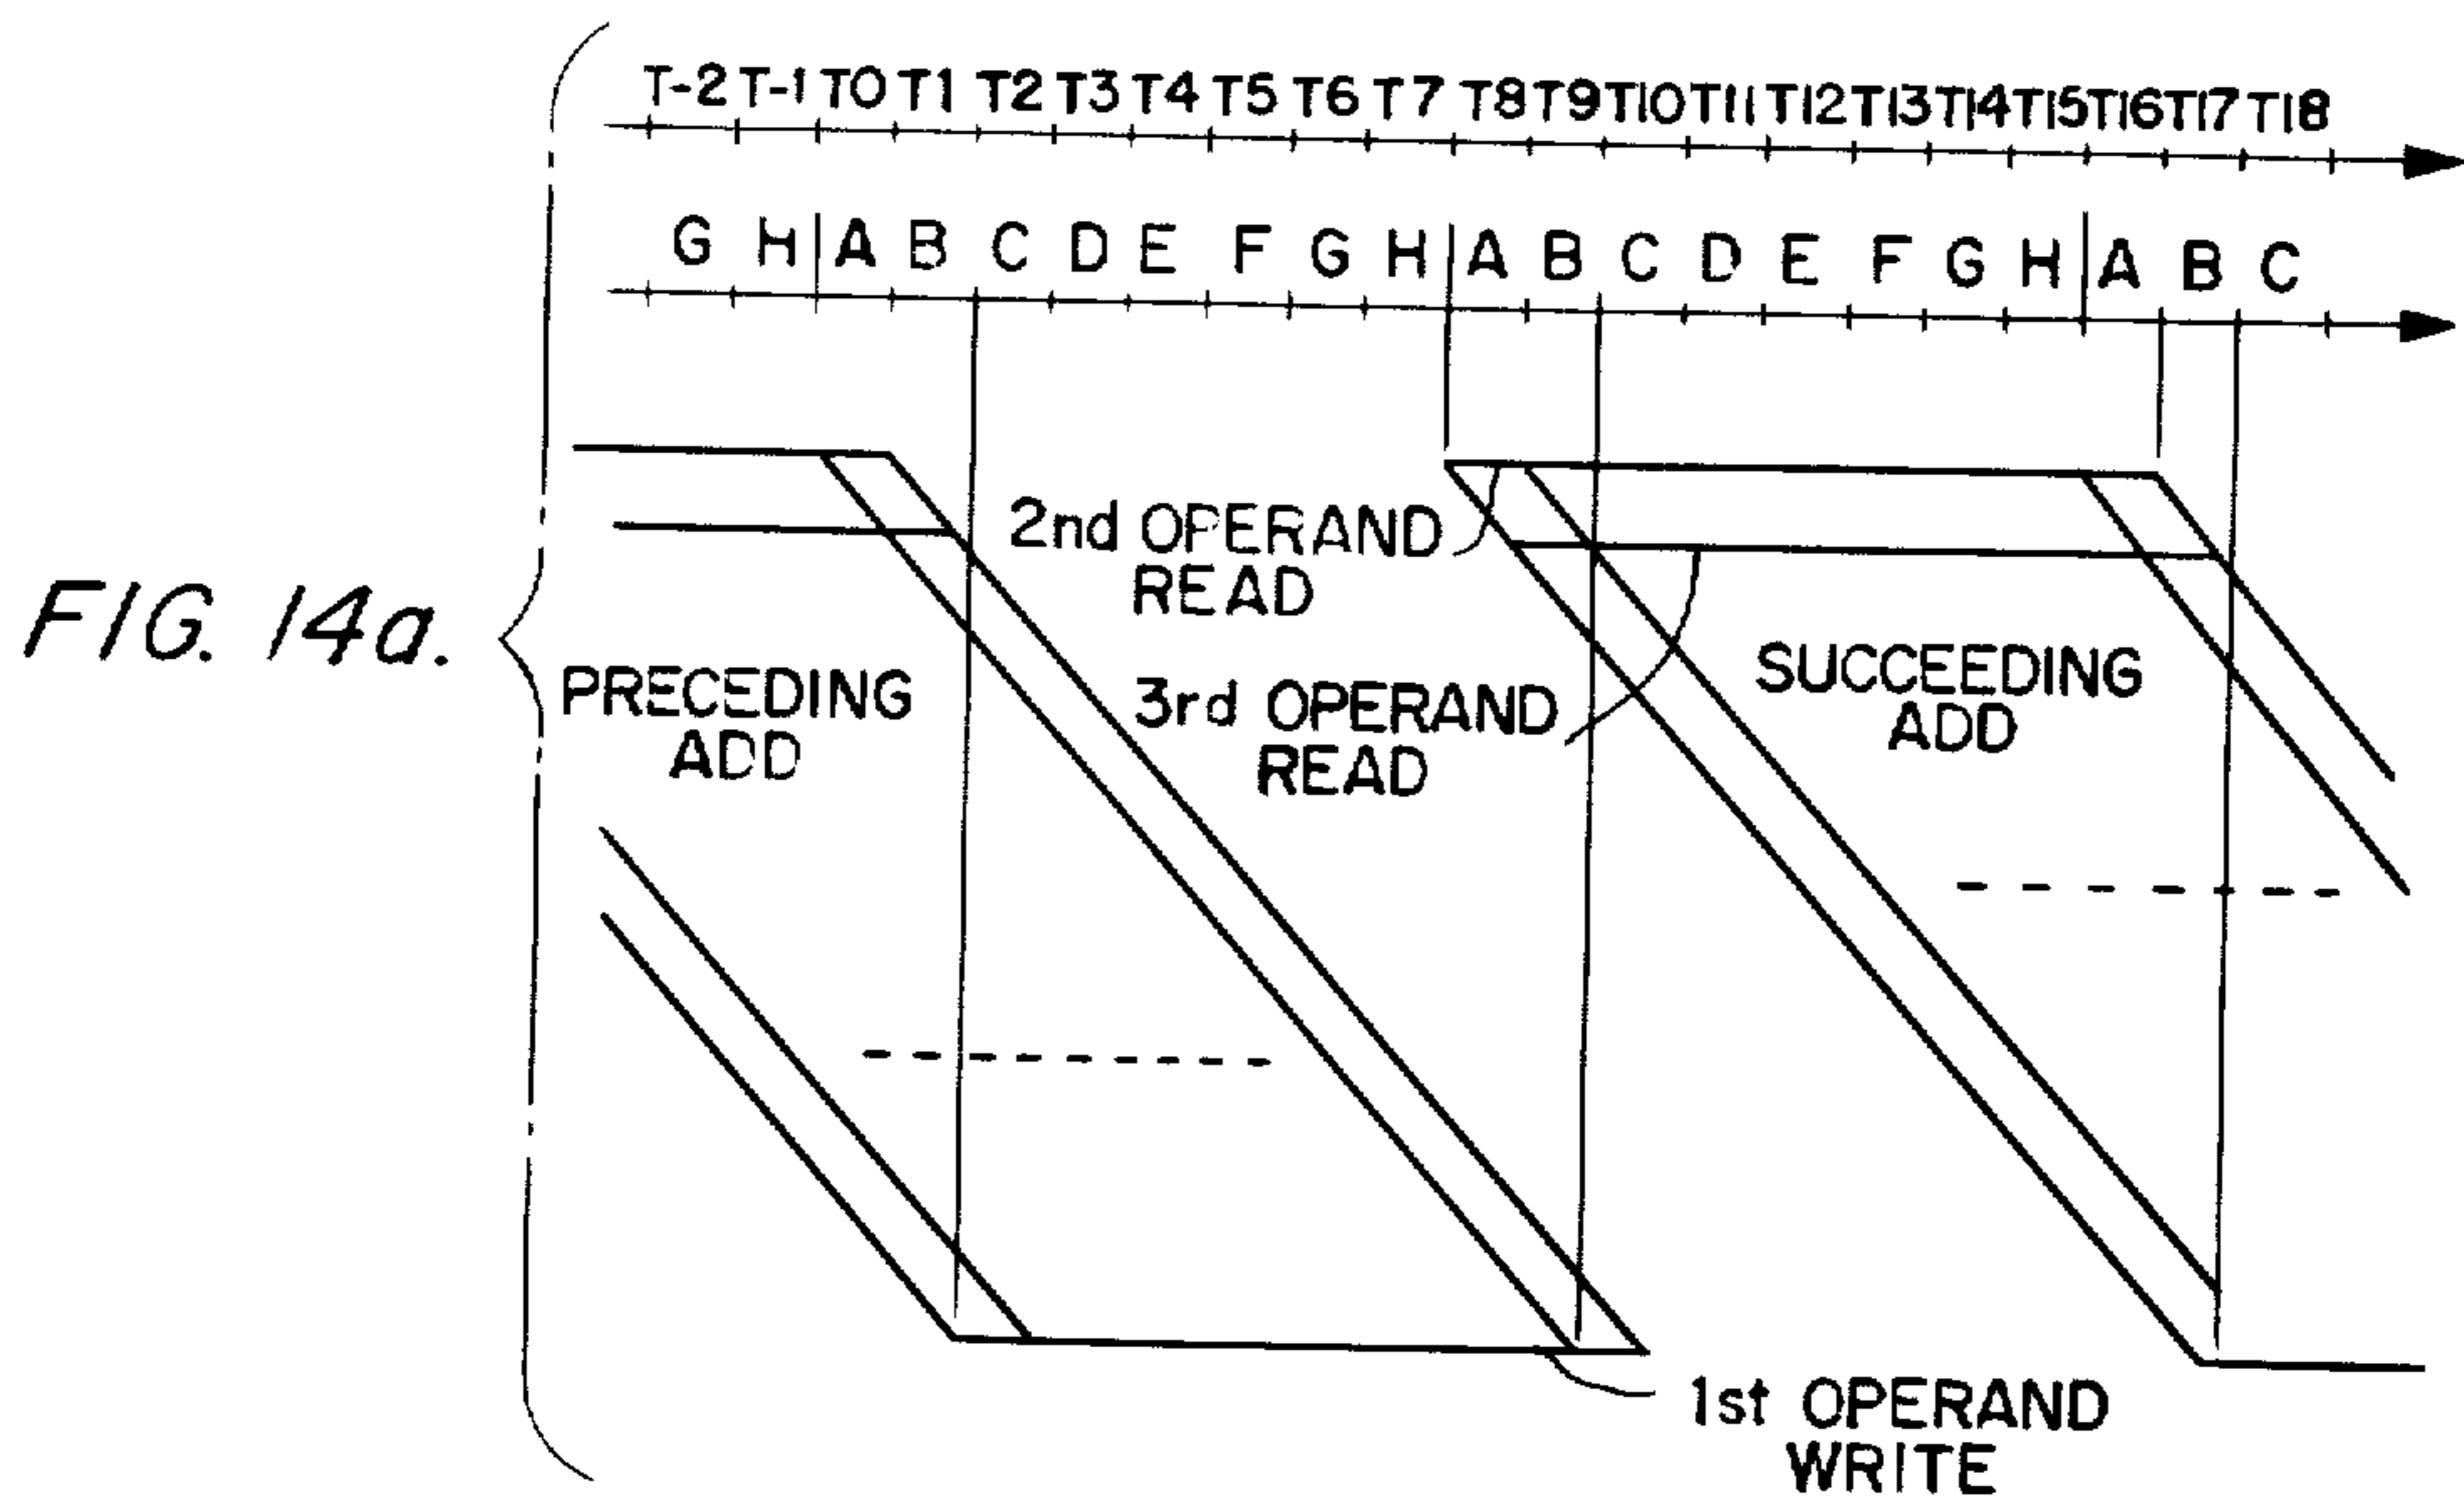 T-2 T-1 T0 T1 T2 T3 T4 T5 T6 T7 T8 T9 T10 T11 T12 T13 T14 T15 T16 T17 T18
G H A B C D E F G H A B C D E F G H A B C
2nd OPERAND
READ
FIG. 14a.
PRECEDING
ADD
3rd OPERAND
READ
SUCCEEDING
ADD
1st OPERAND
WRITE